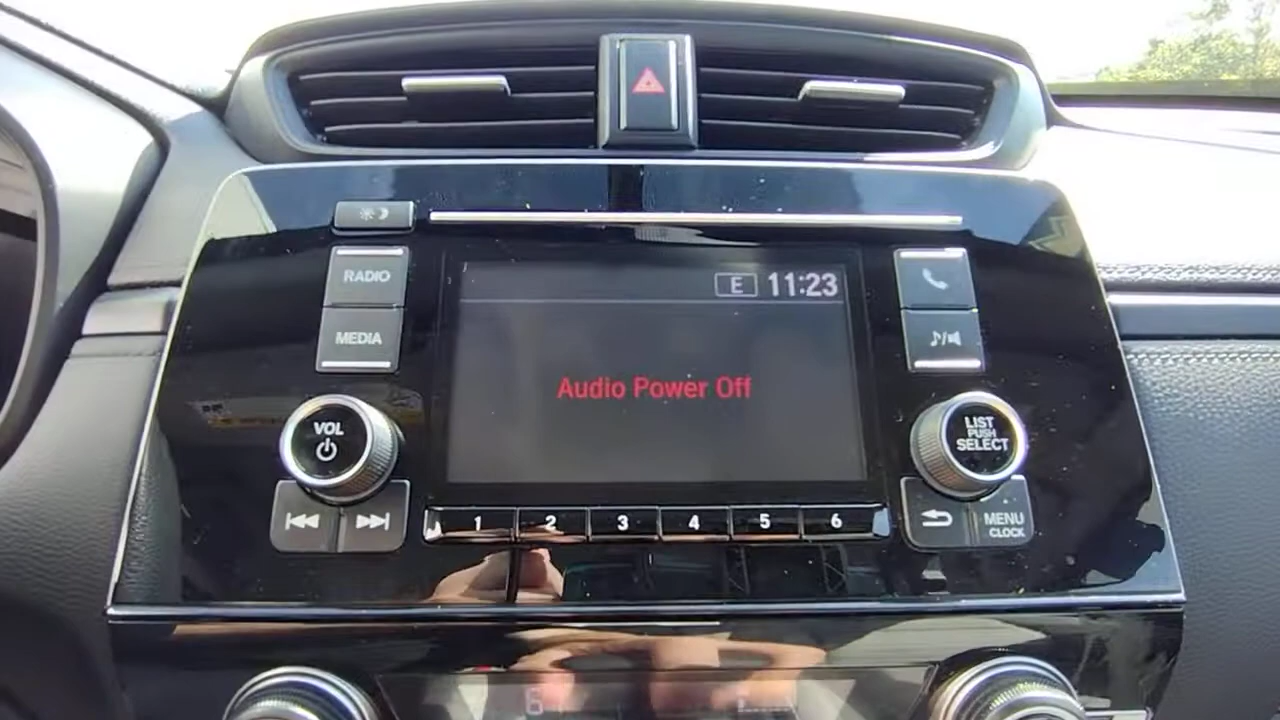 E 11:23
RADIO
MEDIA
Audio Power Off
VOL
LIST
PUSH
SELECT
1 2 3 4 5 6
MENU
CLOCK